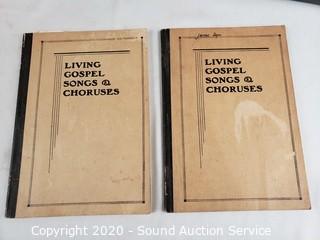 LIVING
GOSPEL
SONGS &
CHORUSES
LIVING
GOSPEL
SONGS &
CHORUSES
Copyright 2020 - Sound Auction Service